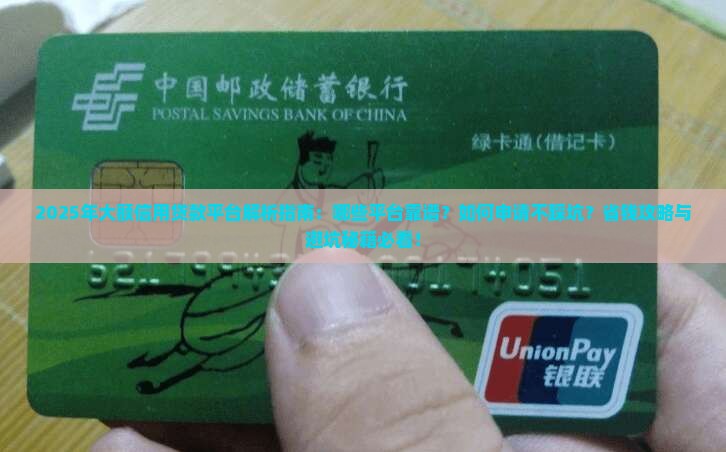 中国邮政储蓄银行
POSTAL SAVINGS BANK OF CHINA
绿卡通(借记卡)
2025年大额信用贷款平台解析指南：哪些平台靠谱？如何申请不踩坑？省钱攻略与
避坑秘籍必看！
UnionPay
银联